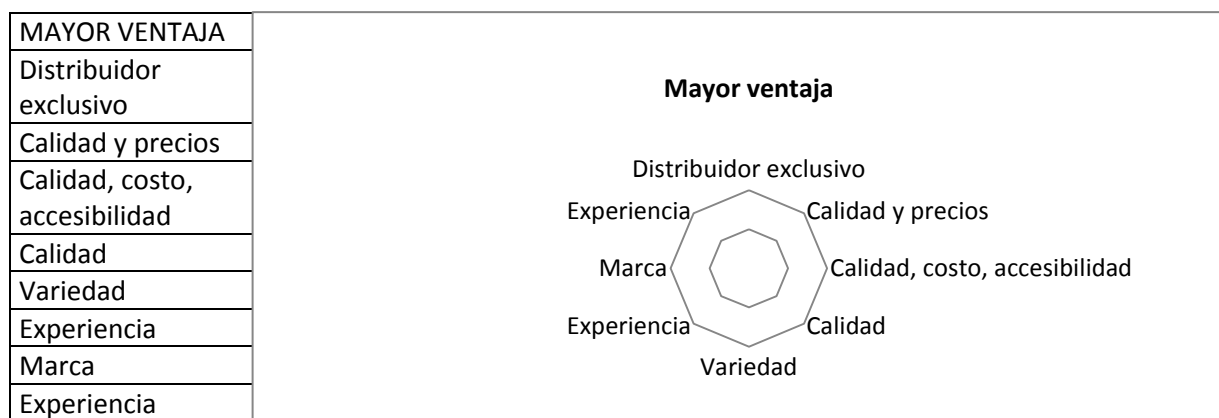 MAYOR VENTAJA
Distribuidor
exclusivo
Calidad y precios
Calidad, costo,
accesibilidad
Calidad
Variedad
Experiencia
Marca
Experiencia
Mayor ventaja
Distribuidor exclusivo
Experiencia
Calidad y precios
Marca
Calidad, costo, accesibilidad
Experiencia
Calidad
Variedad